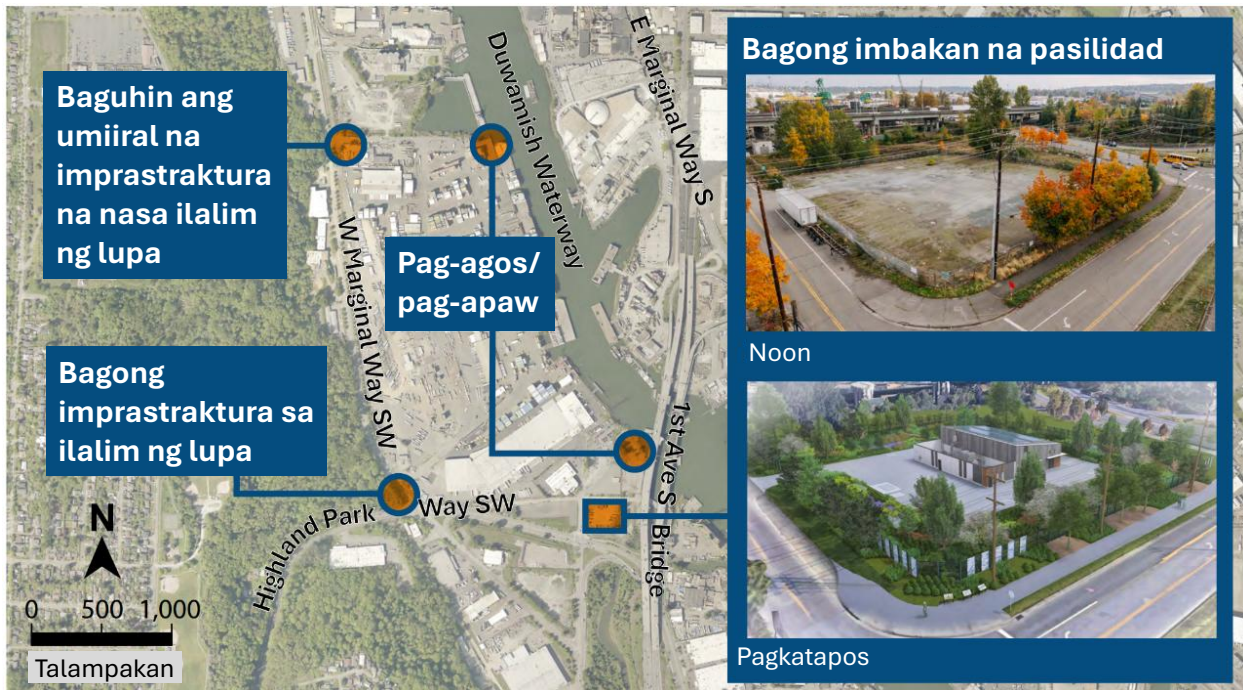 Baguhin ang
umiiral na
imprastraktura
na nasa ilalim
ng lupa
Duwamish Waterway
E Marginal Way S
Bagong imbakan na pasilidad
Pag-agos/
pag-apaw
W Marginal Way SW
Noon
Bagong
imprastraktura sa
ilalim ng lupa
1st Ave S Bridge
Highland Park Way SW
N
0 500 1,000
Talampakan
Pagkatapos